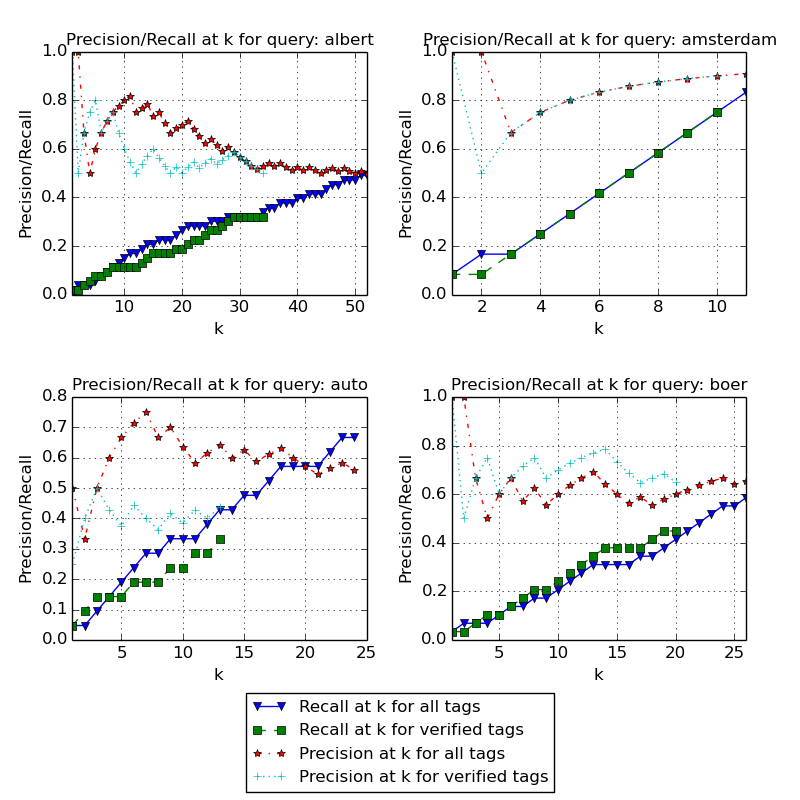 Precision/Recall at k for query: albert
Precision/Recall
1.0
0.8
0.6
0.4
0.2
0.0
10 20 30 40 50
k
Precision/Recall at k for query: amsterdam
Precision/Recall
1.0
0.8
0.6
0.4
0.2
0.0
2 4 6 8 10
k
Precision/Recall at k for query: auto
Precision/Recall
0.8
0.7
0.6
0.5
0.4
0.3
0.2
0.1
0.0
5 10 15 20 25
k
Precision/Recall at k for query: boer
Precision/Recall
1.0
0.8
0.6
0.4
0.2
0.0
5 10 15 20 25
k
Recall at k for all tags
Recall at k for verified tags
Precision at k for all tags
Precision at k for verified tags